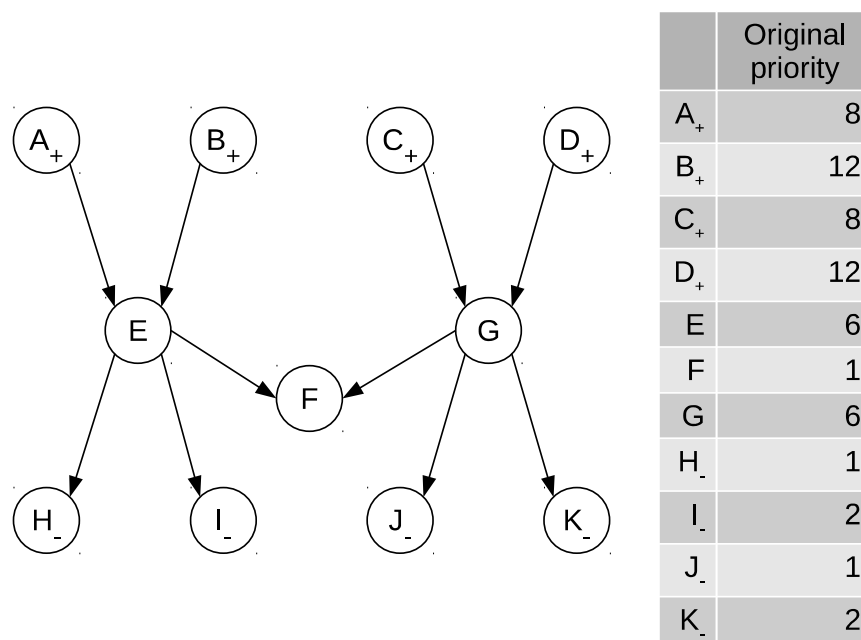 A+ B+ C+ D+
E G
F
H- I- J- K-
Original
priority
A+ 8
B+ 12
C+ 8
D+ 12
E 6
F 1
G 6
H- 1
I- 2
J- 1
K- 2